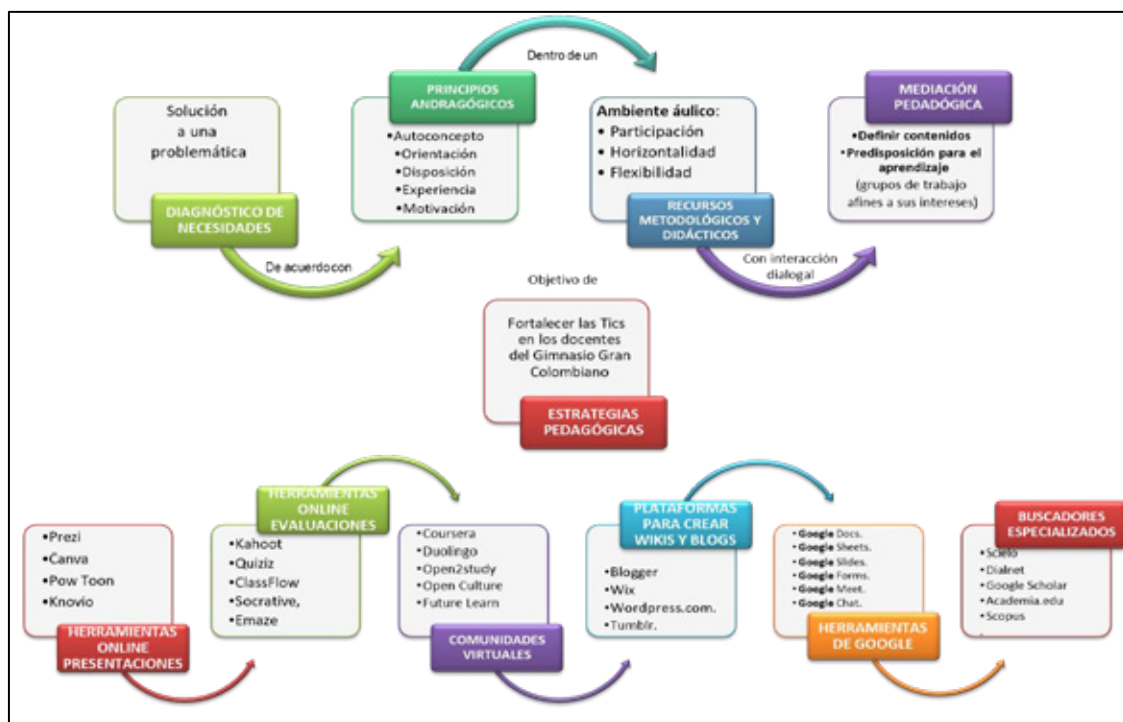 Dentro de un
PRINCIPIOS
ANDRAGÓGICOS
MEDIACIÓN
PEDADÓGICA
Solución
a una
problemática
DIAGNÓSTICO DE
NECESIDADES
•Autoconcepto
•Orientación
•Disposición
•Experiencia
•Motivación
Ambiente áulico:
• Participación
• Horizontalidad
• Flexibilidad
RECURSOS
METODOLÓGICOS Y
DIDÁCTICOS
• Definir contenidos
•Predisposición para el
aprendizaje
(grupos de trabajo
afines a sus intereses)
De acuerdo con
Con interacción
dialogal
Objetivo de
Fortalecer las Tics
en los docentes
del Gimnasio Gran
Colombiano
ESTRATEGIAS
PEDAGÓGICAS
•Prezi
•Canva
•Pow Toon
•Knovio
HERRAMIENTAS
ONLINE
PRESENTACIONES
HERRAMIENTAS
ONLINE
EVALUACIONES
•Kahoot
•Quiziz
•ClassFlow
•Socrative,
•Emaze
•Coursera
•Duolingo
•Open2study
•Open Culture
•Future Learn
COMUNIDADES
VIRTUALES
PLATAFORMAS
PARA CREAR
WIKIS Y BLOGS
•Blogger
•Wix
•Wordpress.com.
•Tumblr.
•Google Docs.
•Google Sheets.
•Google Slides.
•Google Forms.
•Google Meet.
•Google Chat.
HERRAMIENTAS
DE GOOGLE
BUSCADORES
ESPECIALIZADOS
•Scielo
•Dialnet
•Google Scholar
•Academia.edu
•Scopus
.